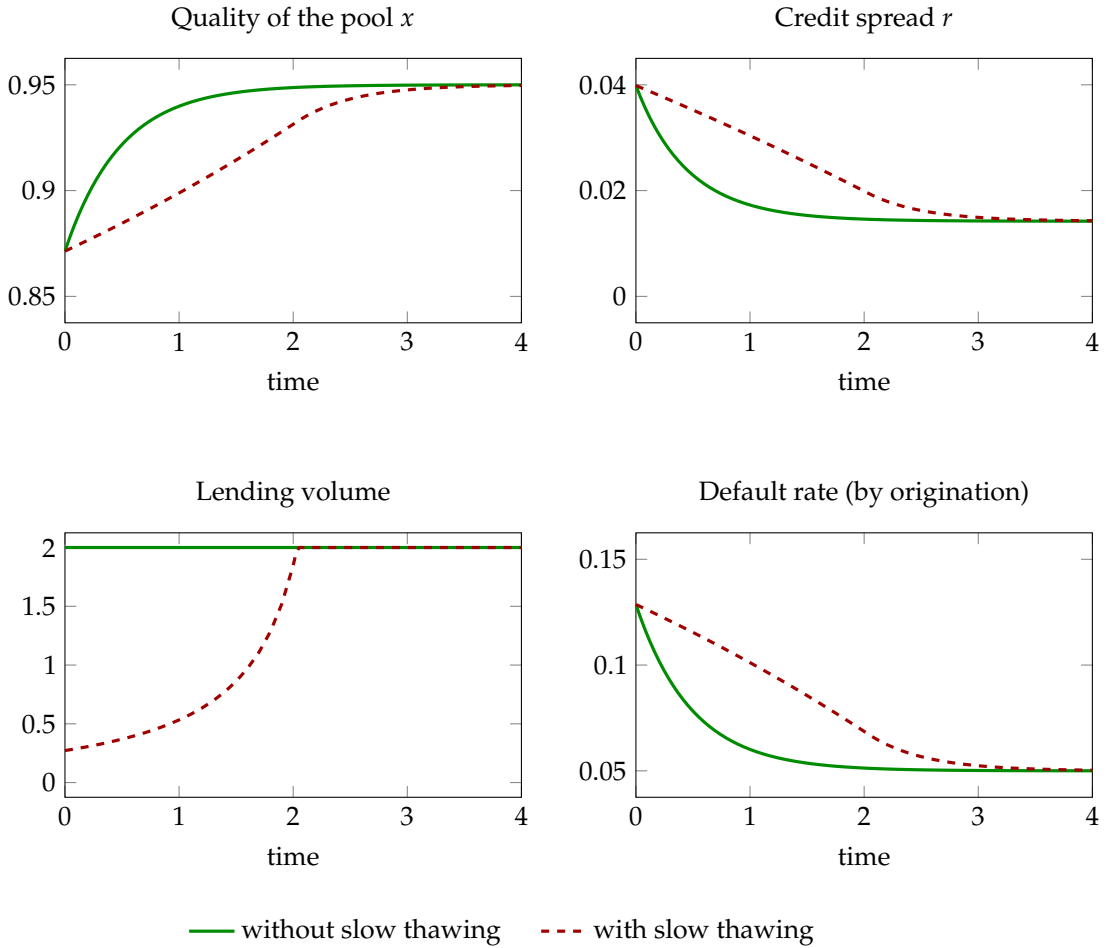 Quality of the pool x
Credit spread r
0.95
0.9
0.85
0 1 2 3 4
time
0.04
0.02
0
0 1 2 3 4
time
Lending volume
Default rate (by origination)
2
1.5
1
0.5
0
0 1 2 3 4
time
0.15
0.1
0.05
0 1 2 3 4
time
without slow thawing
with slow thawing